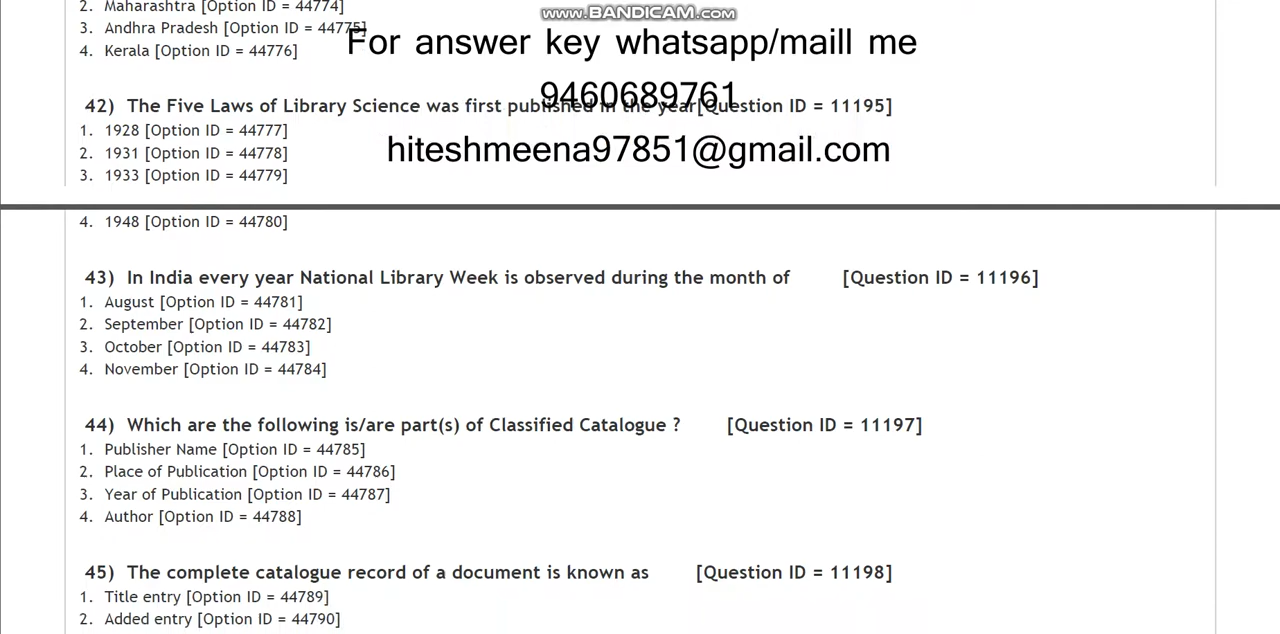 2. Maharashtra [Option ID = 44774]
www.BANDICAM.com
3. Andhra Pradesh [Option ID = 44775]
For answer key whatsapp/maill me
4. Kerala [Option ID = 44776]
9460689761
42) The Five Laws of Library Science was first published in the year[Question ID = 11195]
1. 1928 [Option ID = 44777]
hiteshmeena97851@gmail.com
2. 1931 [Option ID = 44778]
3. 1933 [Option ID = 44779]
4. 1948 [Option ID = 44780]
43) In India every year National Library Week is observed during the month of [Question ID = 11196]
1. August [Option ID = 44781]
2. September [Option ID = 44782]
3. October [Option ID = 44783]
4. November [Option ID = 44784]
44) Which are the following is/are part(s) of Classified Catalogue ? [Question ID = 11197]
1. Publisher Name [Option ID = 44785]
2. Place of Publication [Option ID = 44786]
3. Year of Publication [Option ID = 44787]
4. Author [Option ID = 44788]
45) The complete catalogue record of a document is known as [Question ID = 11198]
1. Title entry [Option ID = 44789]
2. Added entry [Option ID = 44790]